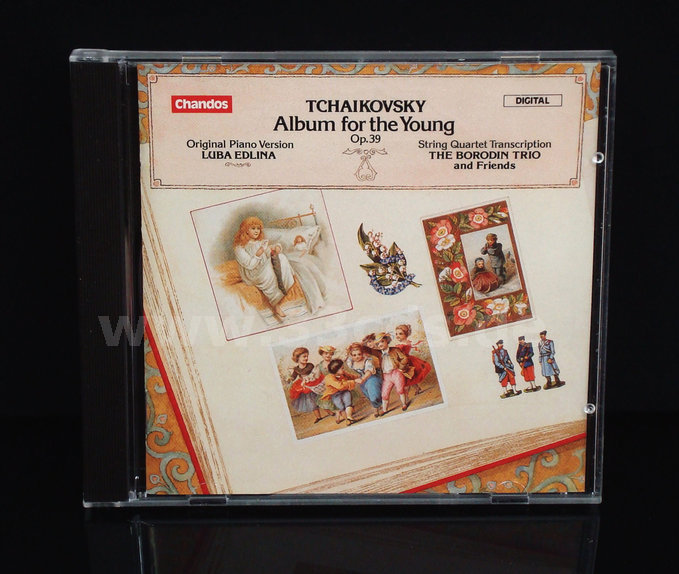 Chandos
TCHAIKOVSKY
DIGITAL
Album for the Young
Op.39
Original Piano Version
LUBA EDLINA
String Quartet Transcription
THE BORODIN TRIO
and Friends